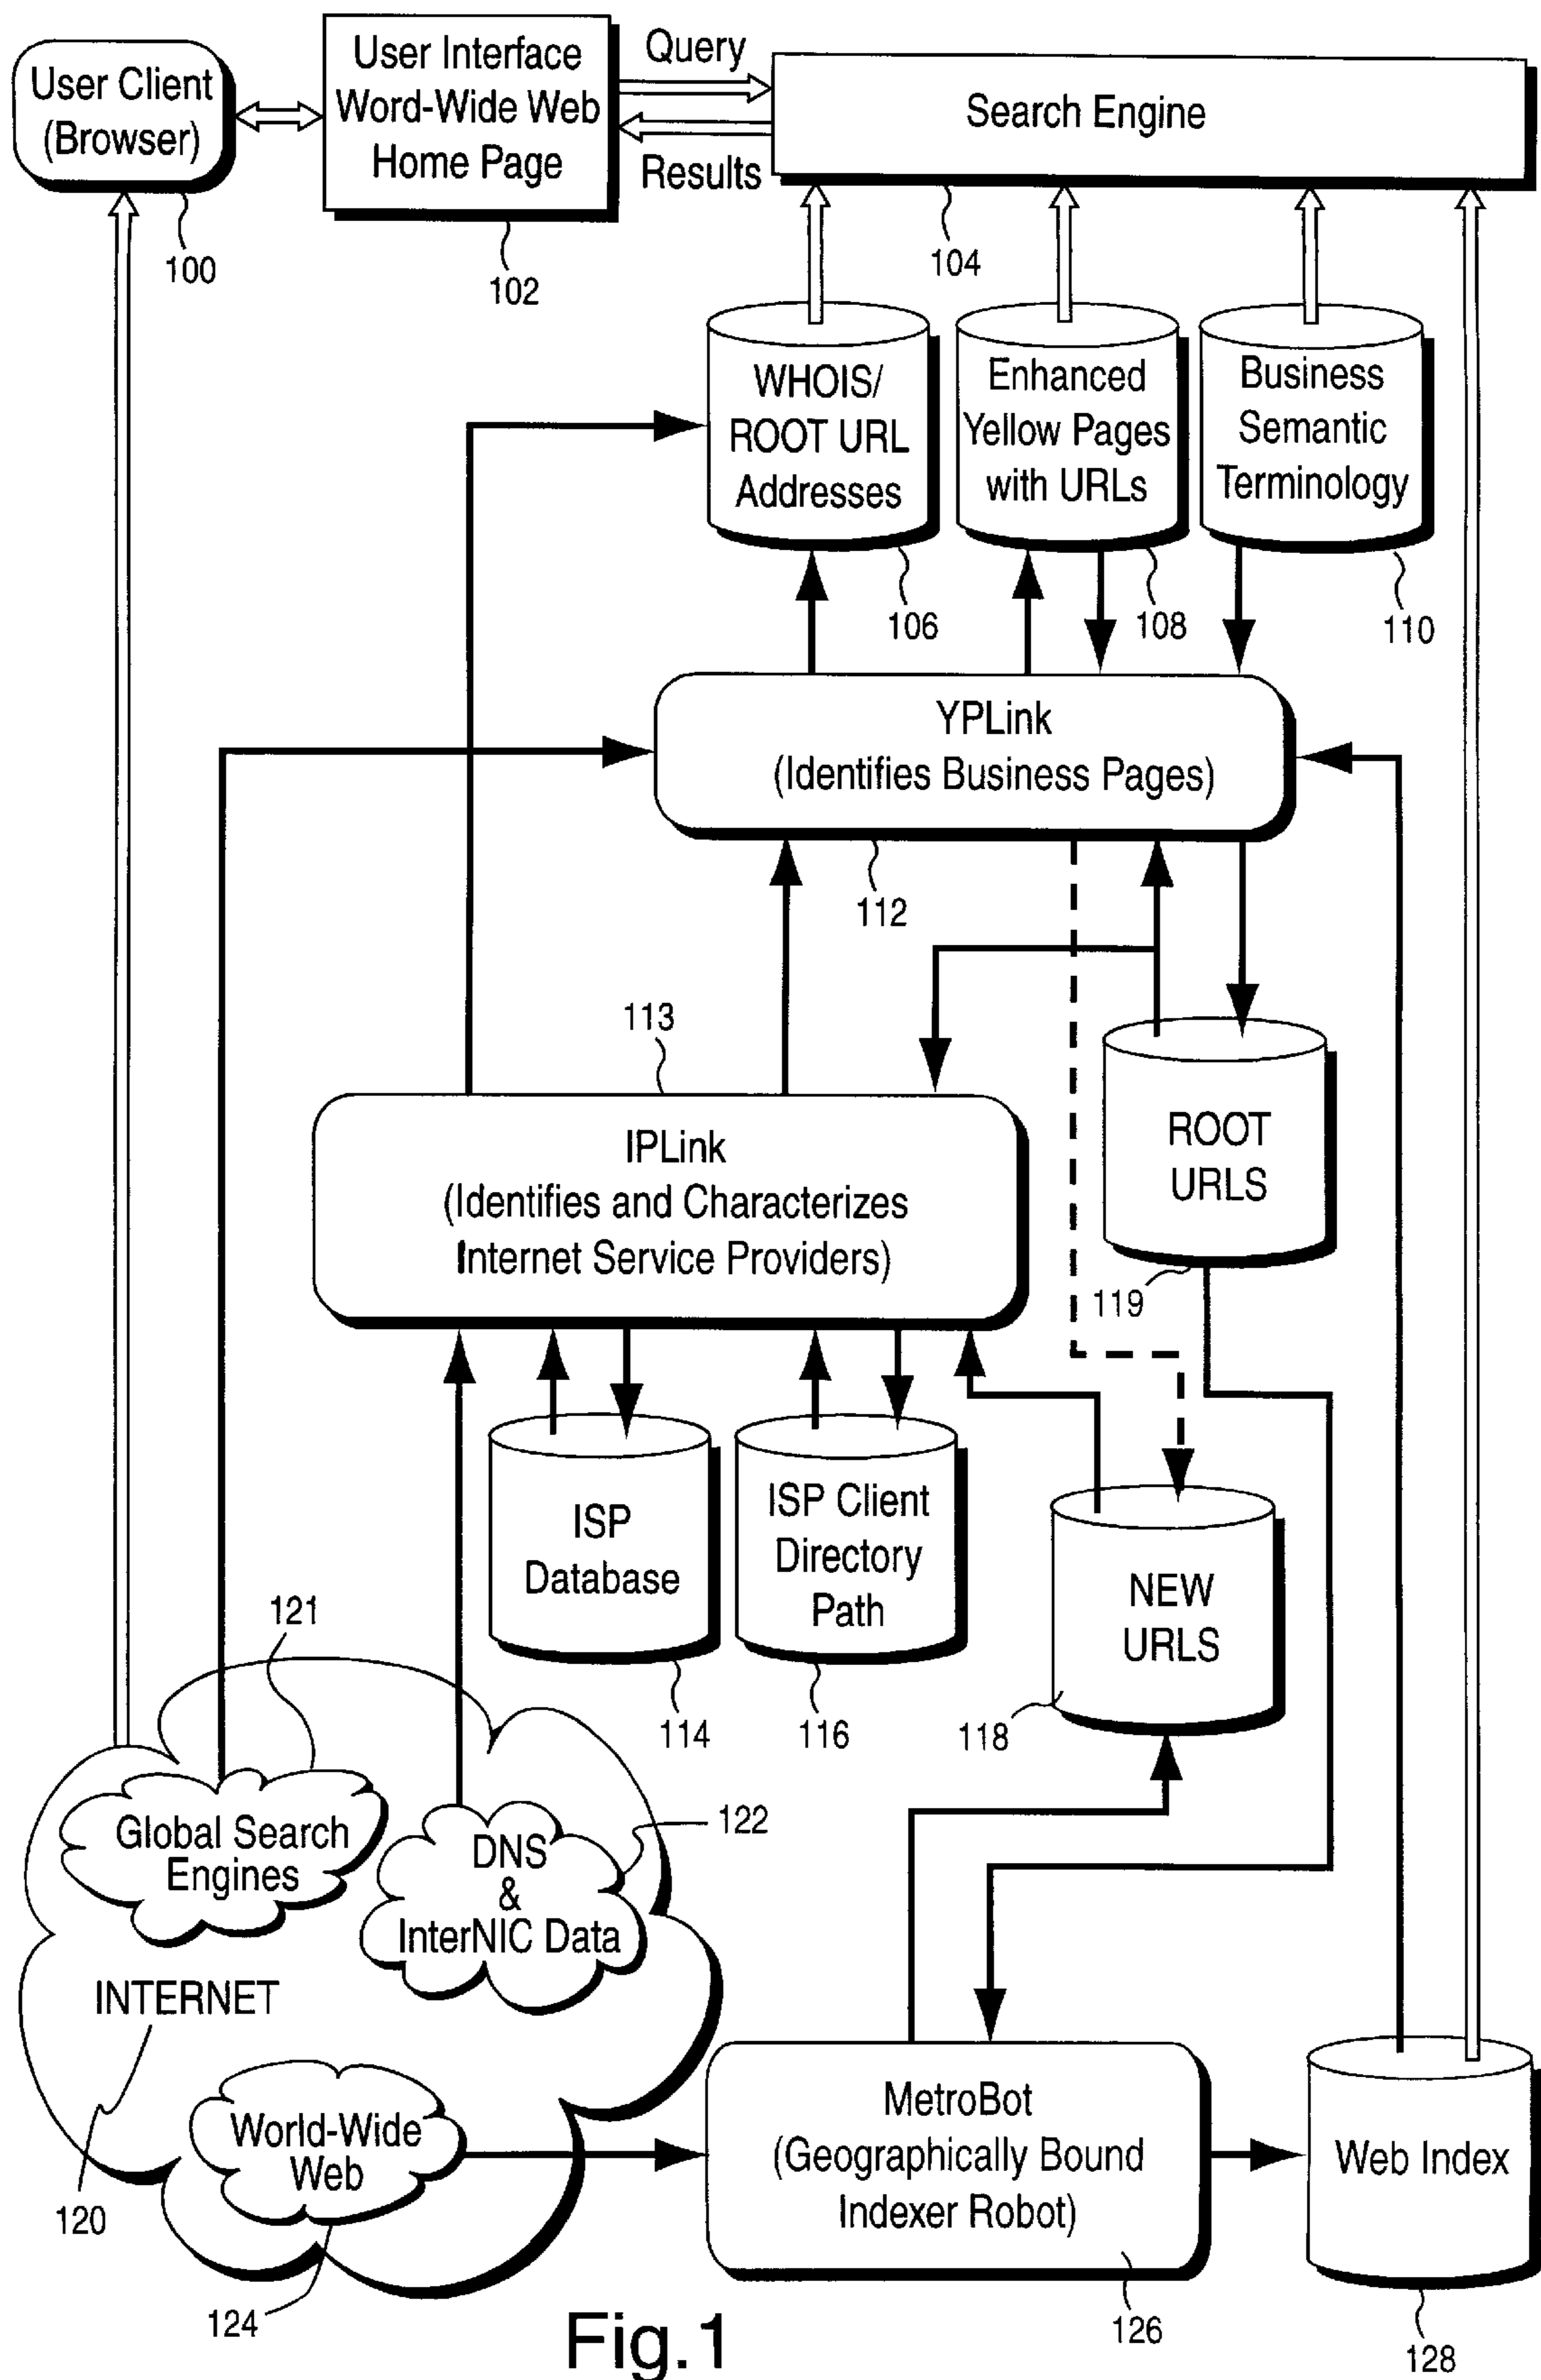 User Client
(Browser)
100
User Interface
Word-Wide Web
Home Page
102
Query
Results
Search Engine
104
WHOIS/
ROOT URL
Addresses
106
Enhanced
Yellow Pages
with URLs
108
Business
Semantic
Terminology
110
YPLink
(Identifies Business Pages)
112
113
IPLink
(Identifies and Characterizes
Internet Service Providers)
ROOT
URLS
119
ISP
Database
114
ISP Client
Directory
Path
116
NEW
URLS
118
121
Global Search
Engines
122
DNS
&
InterNIC Data
INTERNET
120
World-Wide
Web
124
MetroBot
(Geographically Bound
Indexer Robot)
126
Web Index
128
Fig.1